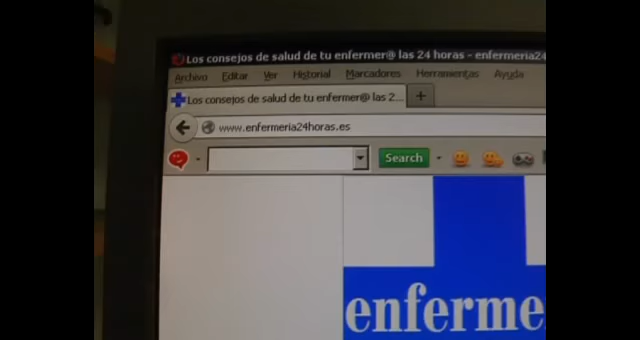 Los consejos de salud de tu enfermer@ las 24 horas - enfermeria24
Archivo Editar Ver Historial Marcadores Herramientas Ayuda
Los consejos de salud de tu enfermer@ las 2... +
www.enfermeria24horas.es
Search
enferme